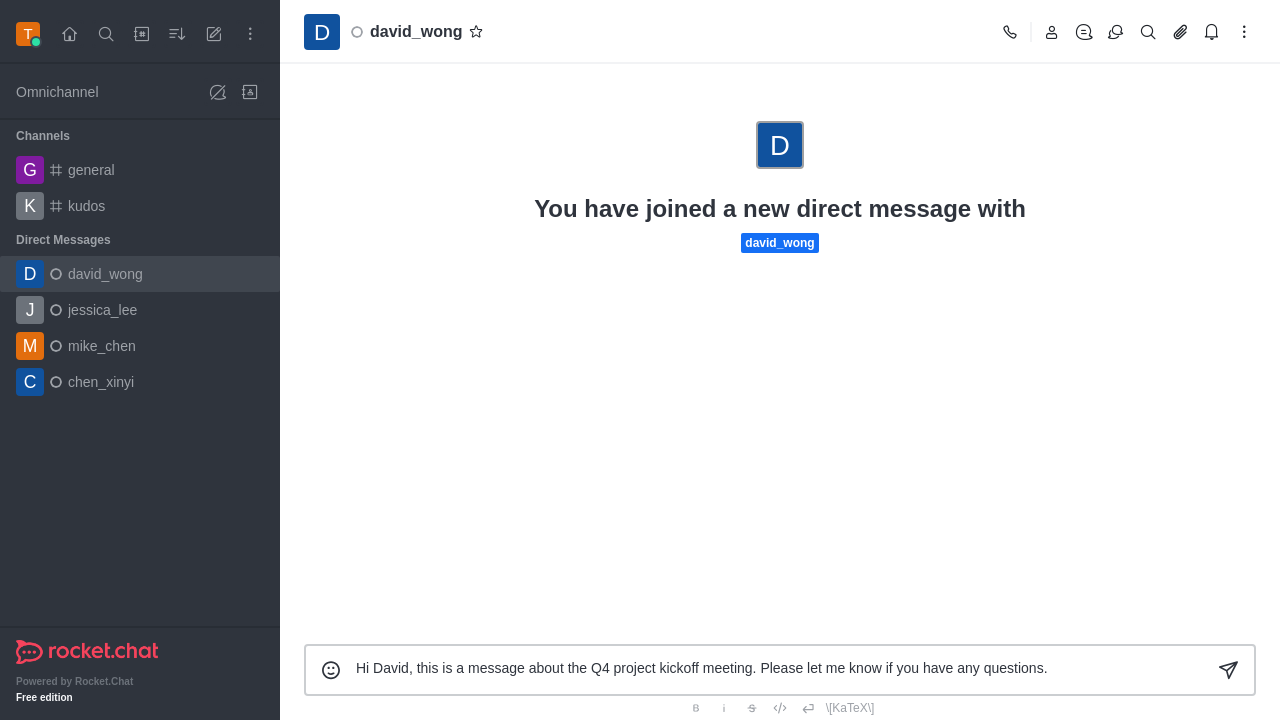 T
Omnichannel
Channels
G general
K kudos
Direct Messages
D david_wong
J jessica_lee
M mike_chen
C chen_xinyi
rocket.chat
Powered by Rocket.Chat
Free edition
D david_wong
D
You have joined a new direct message with
david_wong
Hi David, this is a message about the Q4 project kickoff meeting. Please let me know if you have any questions.
B i S \[KaTeX\]